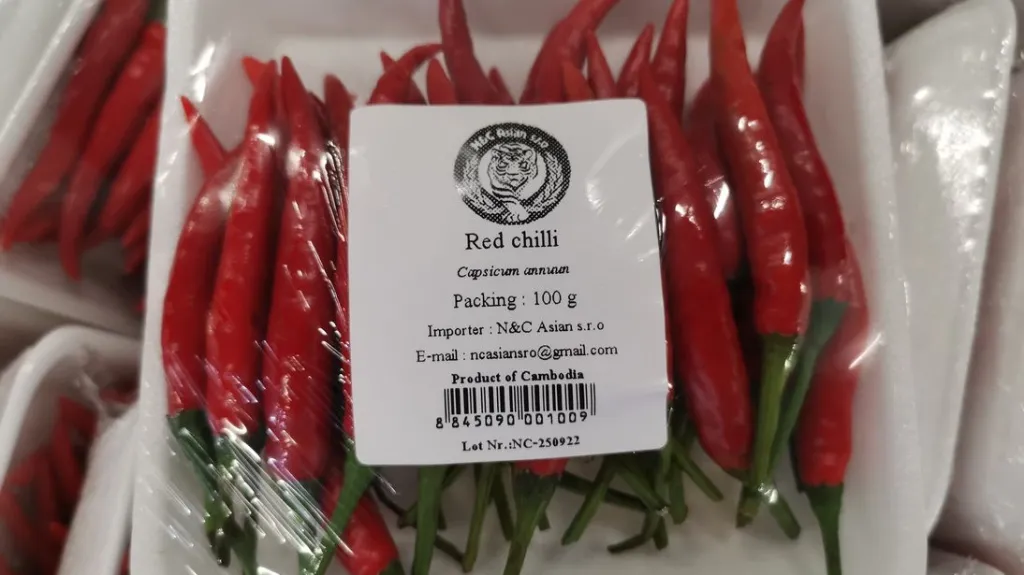 N&C Asian s.r.o
Red chilli
Capsicum annuun
Packing : 100 g
Importer : N&C Asian s.r.o
E-mail : ncasiansro@gmail.com
Product of Cambodia
8 845090 001009
Lot Nr.:NC-250922